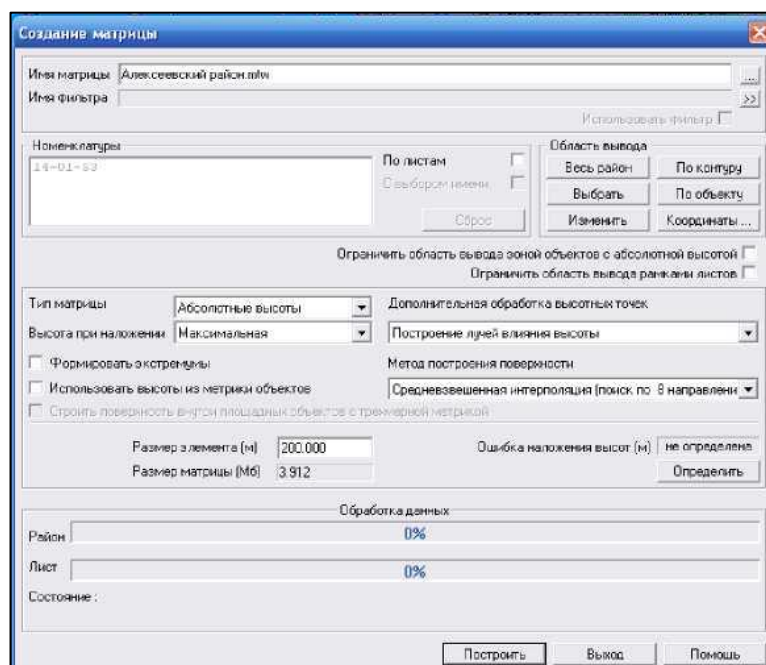 Создание матрицы
Имя матрицы Алексеевский район.mtw ...
Имя фильтра >>
Использовать фильтр
Номенклатуры
14-01-53
По листам
С выбором имени
Сброс
Область вывода
Весь район По контуру
Выбрать По объекту
Изменить Координаты ...
Ограничить область вывода зоной объектов с абсолютной высотой
Ограничить область вывода рамками листов
Тип матрицы Абсолютные высоты
Дополнительная обработка высотных точек
Высота при наложении Максимальная
Построение лучей влияния высоты
Формировать экстремумы
Метод построения поверхности
Использовать высоты из метрики объектов
Средневзвешенная интерполяция (поиск по 8 направлени
Строить поверхность внутри площадных объектов с трехмерной метрикой
Размер элемента (м) 200.000
Ошибка наложения высот (м) не определена
Размер матрицы (Мб) 3.912
Определить
Обработка данных
Район 0%
Лист 0%
Состояние :
Построить Выход Помощь